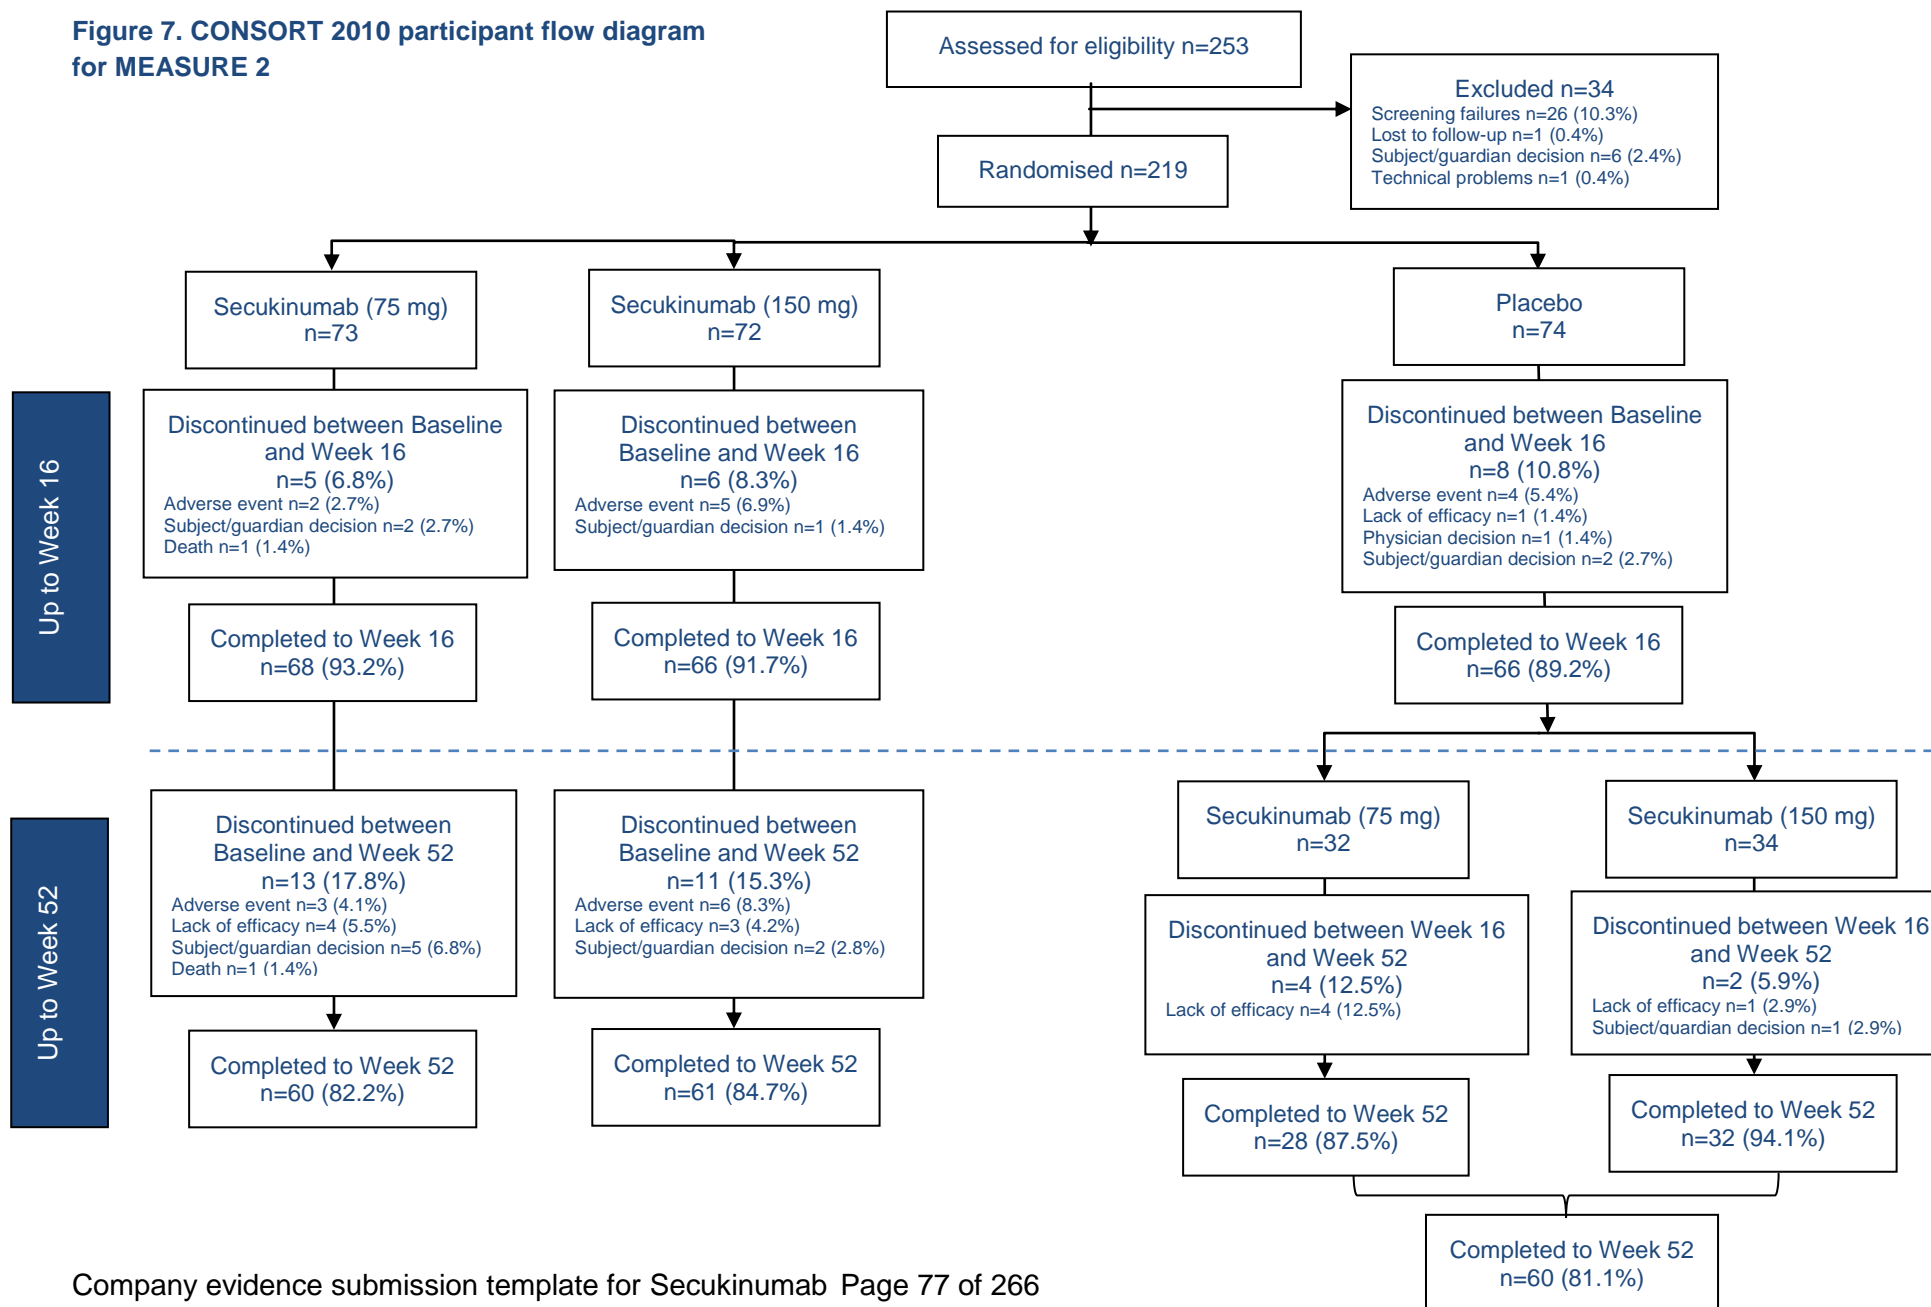 Figure 7. CONSORT 2010 participant flow diagram
for MEASURE 2
Assessed for eligibility n=253
Excluded n=34
Screening failures n=26 (10.3%)
Lost to follow-up n=1 (0.4%)
Subject/guardian decision n=6 (2.4%)
Technical problems n=1 (0.4%)
Randomised n=219
Secukinumab (75 mg)
n=73
Secukinumab (150 mg)
n=72
Placebo
n=74
Up to Week 16
Discontinued between Baseline
and Week 16
n=5 (6.8%)
Adverse event n=2 (2.7%)
Subject/guardian decision n=2 (2.7%)
Death n=1 (1.4%)
Discontinued between
Baseline and Week 16
n=6 (8.3%)
Adverse event n=5 (6.9%)
Subject/guardian decision n=1 (1.4%)
Discontinued between Baseline
and Week 16
n=8 (10.8%)
Adverse event n=4 (5.4%)
Lack of efficacy n=1 (1.4%)
Physician decision n=1 (1.4%)
Subject/guardian decision n=2 (2.7%)
Completed to Week 16
n=68 (93.2%)
Completed to Week 16
n=66 (91.7%)
Completed to Week 16
n=66 (89.2%)
Up to Week 52
Discontinued between
Baseline and Week 52
n=13 (17.8%)
Adverse event n=3 (4.1%)
Lack of efficacy n=4 (5.5%)
Subject/guardian decision n=5 (6.8%)
Death n=1 (1.4%)
Discontinued between
Baseline and Week 52
n=11 (15.3%)
Adverse event n=6 (8.3%)
Lack of efficacy n=3 (4.2%)
Subject/guardian decision n=2 (2.8%)
Secukinumab (75 mg)
n=32
Secukinumab (150 mg)
n=34
Discontinued between Week 16
and Week 52
n=4 (12.5%)
Lack of efficacy n=4 (12.5%)
Discontinued between Week 16
and Week 52
n=2 (5.9%)
Lack of efficacy n=1 (2.9%)
Subject/guardian decision n=1 (2.9%)
Completed to Week 52
n=60 (82.2%)
Completed to Week 52
n=61 (84.7%)
Completed to Week 52
n=28 (87.5%)
Completed to Week 52
n=32 (94.1%)
Completed to Week 52
n=60 (81.1%)
Company evidence submission template for Secukinumab Page 77 of 266